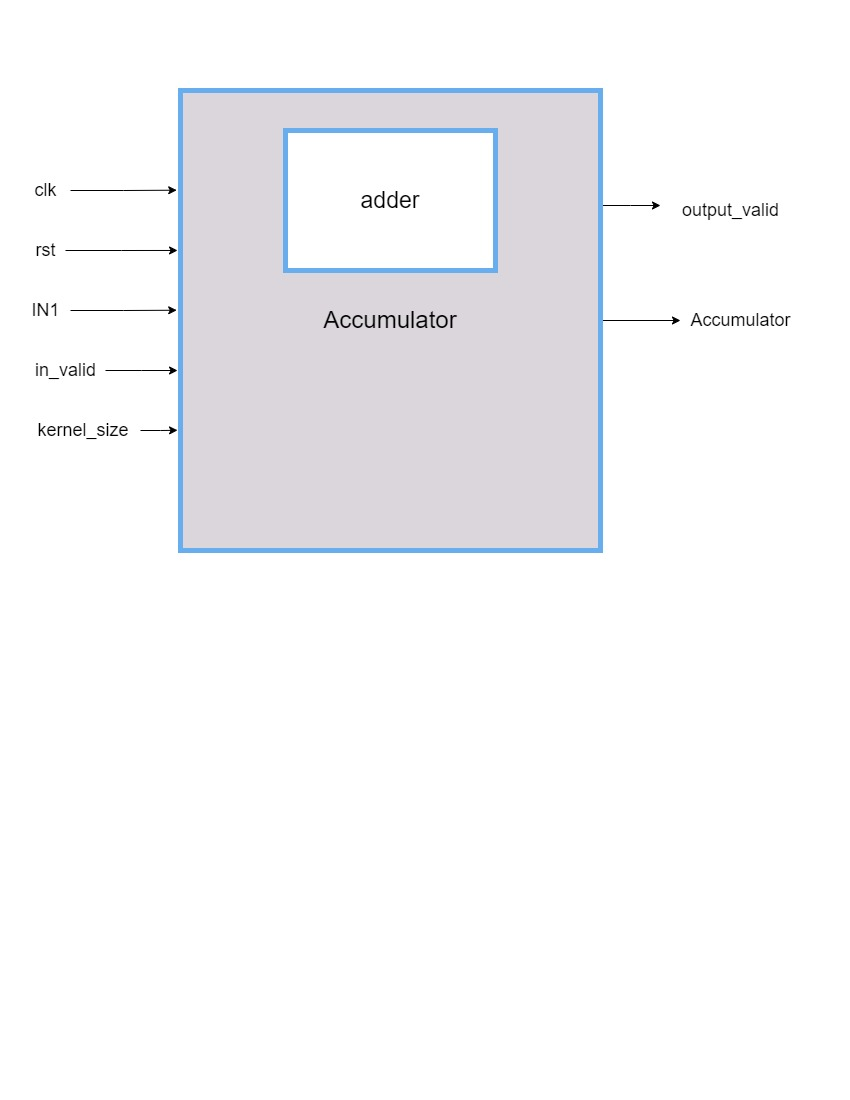 adder
clk
output_valid
rst
IN1
Accumulator
Accumulator
in_valid
kernel_size